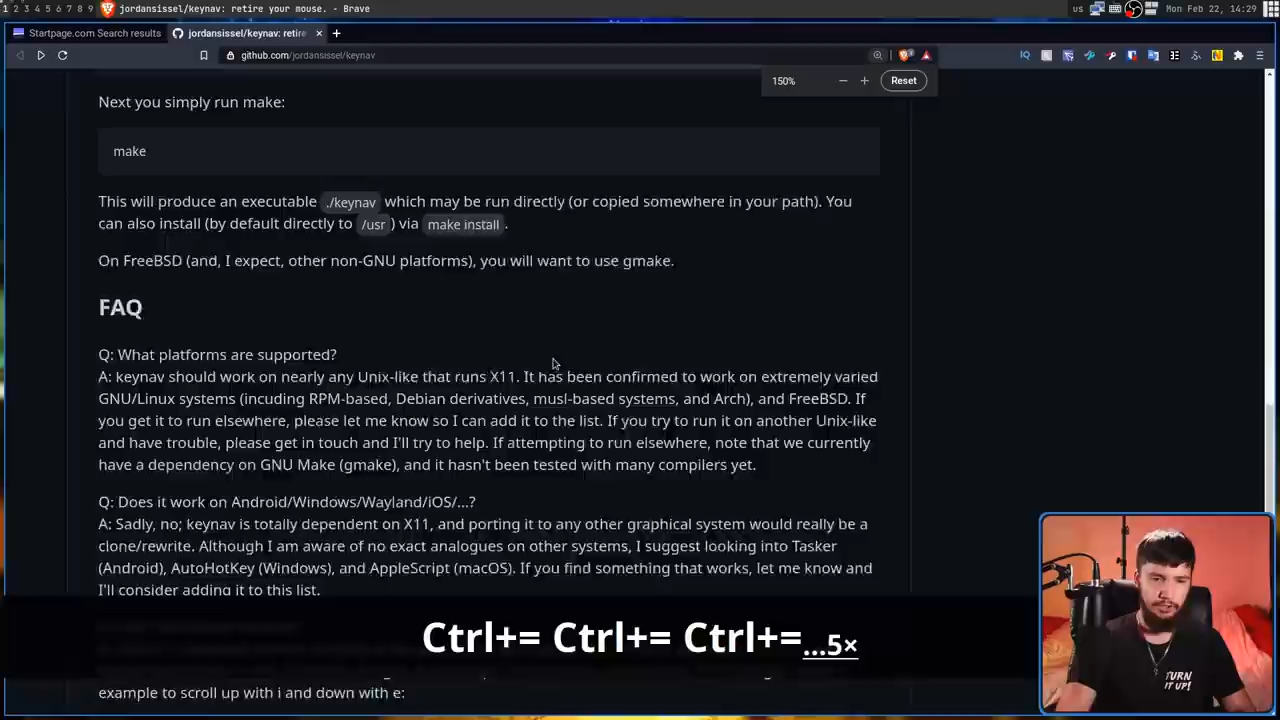 1 2 3 4 5 6 7 8 9 jordansissel/keynav: retire your mouse. - Brave
us Mon Feb 22, 14:29
Startpage.com Search results
jordansissel/keynav: retir
github.com/jordansissel/keynav
150% Reset
Next you simply run make:
make
This will produce an executable ./keynav which may be run directly (or copied somewhere in your path). You
can also install (by default directly to /usr) via make install.
On FreeBSD (and, I expect, other non-GNU platforms), you will want to use gmake.
FAQ
Q: What platforms are supported?
A: keynav should work on nearly any Unix-like that runs X11. It has been confirmed to work on extremely varied
GNU/Linux systems (incuding RPM-based, Debian derivatives, musl-based systems, and Arch), and FreeBSD. If
you get it to run elsewhere, please let me know so I can add it to the list. If you try to run it on another Unix-like
and have trouble, please get in touch and I'll try to help. If attempting to run elsewhere, note that we currently
have a dependency on GNU Make (gmake), and it hasn't been tested with many compilers yet.
Q: Does it work on Android/Windows/Wayland/iOS/...?
A: Sadly, no; keynav is totally dependent on X11, and porting it to any other graphical system would really be a
clone/rewrite. Although I am aware of no exact analogues on other systems, I suggest looking into Tasker
(Android), AutoHotKey (Windows), and AppleScript (macOS). If you find something that works, let me know and
I'll consider adding it to this list.
Ctrl+= Ctrl+= Ctrl+=...5×
example to scroll up with i and down with e:
TURN
IT UP!